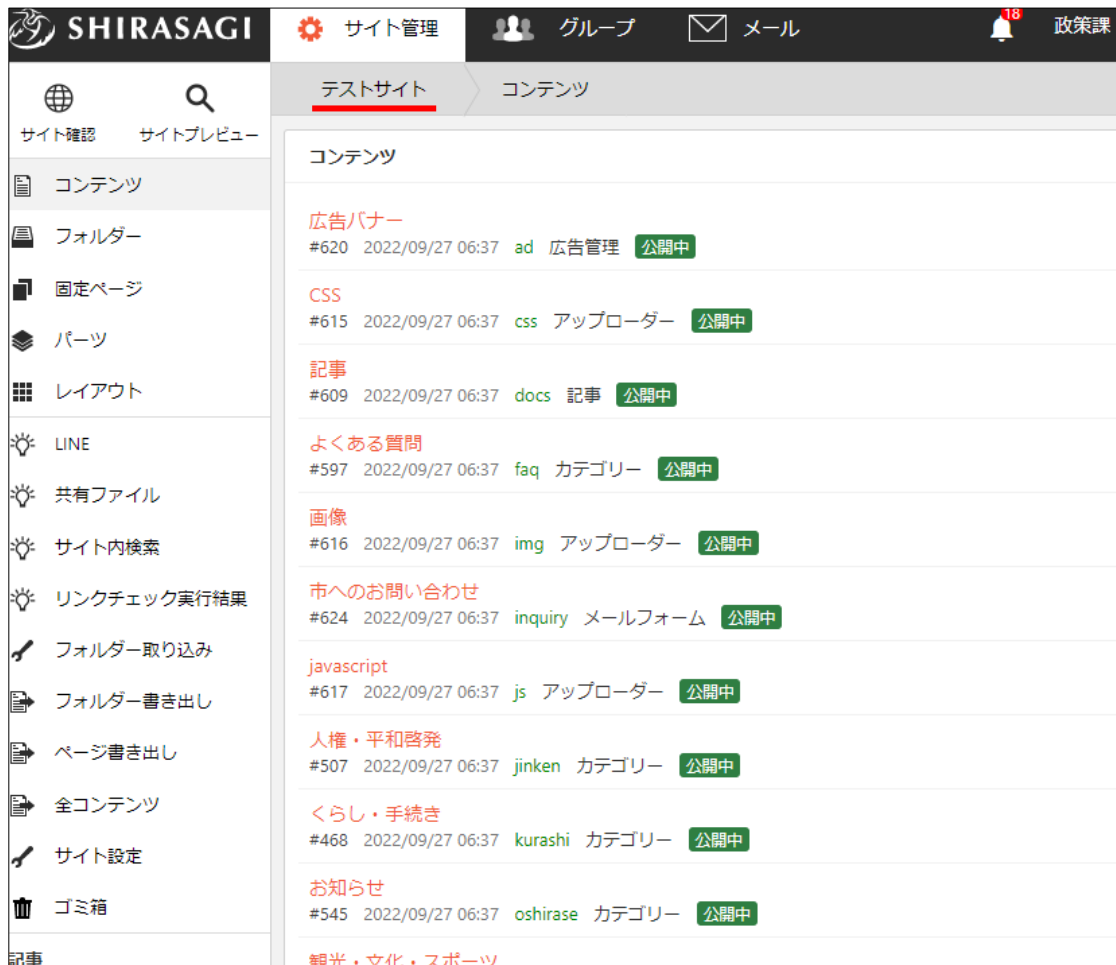 SHIRASAGI
サイト管理
グループ
メール
18
政策課
サイト確認
サイトプレビュー
テストサイト
コンテンツ
コンテンツ
フォルダー
固定ページ
パーツ
レイアウト
LINE
共有ファイル
サイト内検索
リンクチェック実行結果
フォルダー取り込み
フォルダー書き出し
ページ書き出し
全コンテンツ
サイト設定
ゴミ箱
記事
コンテンツ
広告バナー
#620 2022/09/27 06:37 ad 広告管理 公開中
CSS
#615 2022/09/27 06:37 css アップローダー 公開中
記事
#609 2022/09/27 06:37 docs 記事 公開中
よくある質問
#597 2022/09/27 06:37 faq カテゴリー 公開中
画像
#616 2022/09/27 06:37 img アップローダー 公開中
市へのお問い合わせ
#624 2022/09/27 06:37 inquiry メールフォーム 公開中
javascript
#617 2022/09/27 06:37 js アップローダー 公開中
人権・平和啓発
#507 2022/09/27 06:37 jinken カテゴリー 公開中
くらし・手続き
#468 2022/09/27 06:37 kurashi カテゴリー 公開中
お知らせ
#545 2022/09/27 06:37 oshirase カテゴリー 公開中
観光・文化・スポーツ